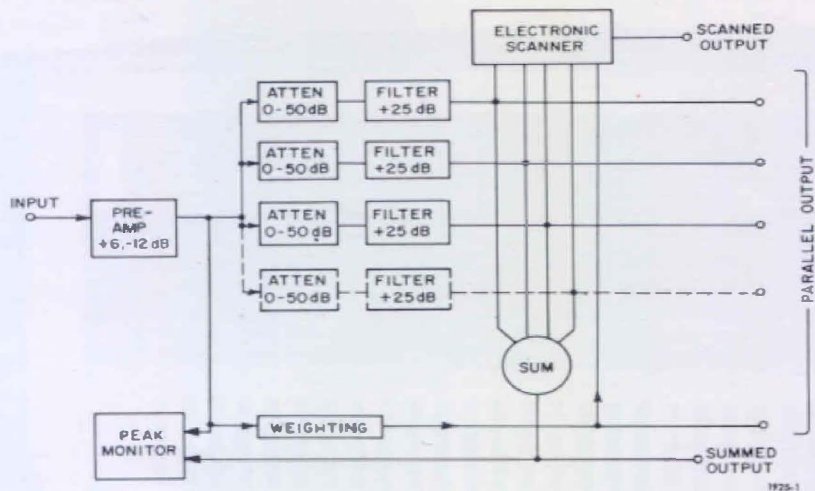 ELECTRONIC
SCANNER
SCANNED
OUTPUT
ATTEN
0-50dB
FILTER
+25 dB
ATTEN
0-50dB
FILTER
+25dB
INPUT
PRE-
AMP
+6,-12dB
ATTEN
0-50dB
FILTER
+25dB
ATTEN
0-50dB
FILTER
+25dB
PARALLEL OUTPUT
SUM
PEAK
MONITOR
WEIGHTING
SUMMED
OUTPUT
1925-1